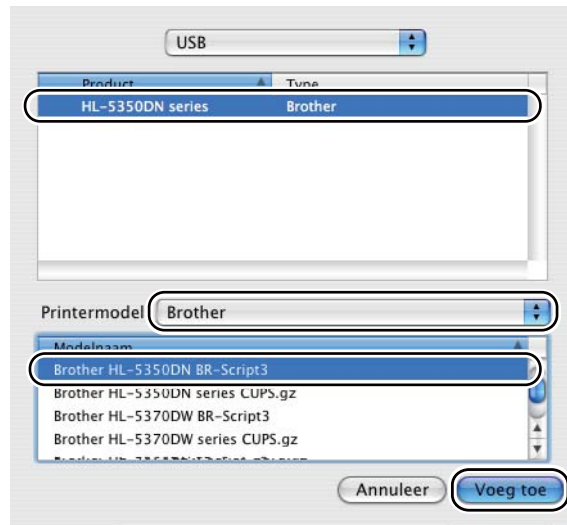 USB
Product Type
HL-5350DN series Brother
Printermodel Brother
Modelnaam
Brother HL-5350DN BR-Script3
Brother HL-5350DN series CUPS.gz
Brother HL-5370DW BR-Script3
Brother HL-5370DW series CUPS.gz
Annuleer Voeg toe